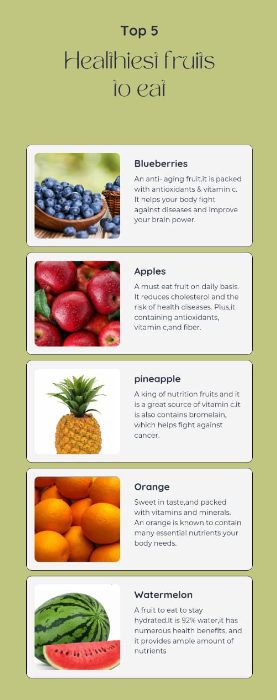 Top 5
Healthiest fruits
to eat
Blueberries
An anti- aging fruit.it is packed
with antioxidants & vitamin c.
It helps your body fight
against diseases and improve
your brain power.
Apples
A must eat fruit on daily basis.
It reduces cholesterol and the
risk of health diseases. Plus,it
containing antioxidants,
vitamin c,and fiber.
pineapple
A king of nutrition fruits and it
is a great source of vitamin c.it
is also contains bromelain,
which helps fight against
cancer.
Orange
Sweet in taste,and packed
with vitamins and minerals.
An orange is known to contain
many essential nutrients your
body needs.
Watermelon
A fruit to eat to stay
hydrated.It is 92% water,it has
numerous health benefits, and
it provides ample amount of
nutrients